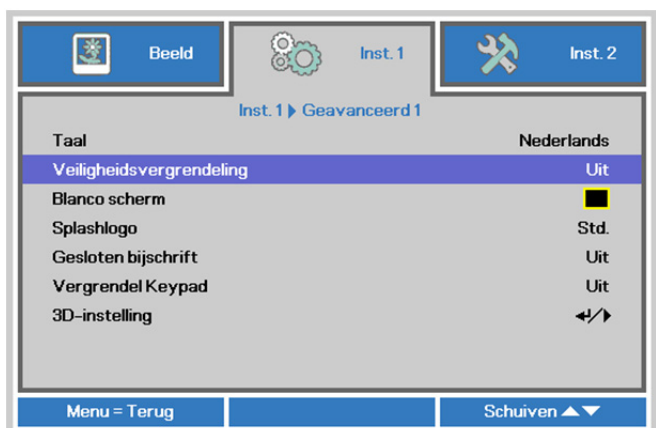 Beeld
Inst. 1
Inst. 2
Inst. 1 Geavanceerd 1
Taal Nederlands
Veiligheidsvergrendeling Uit
Blanco scherm
Splashlogo Std.
Gesloten bijschrift Uit
Vergrendel Keypad Uit
3D-instelling /
Menu = Terug
Schuiven